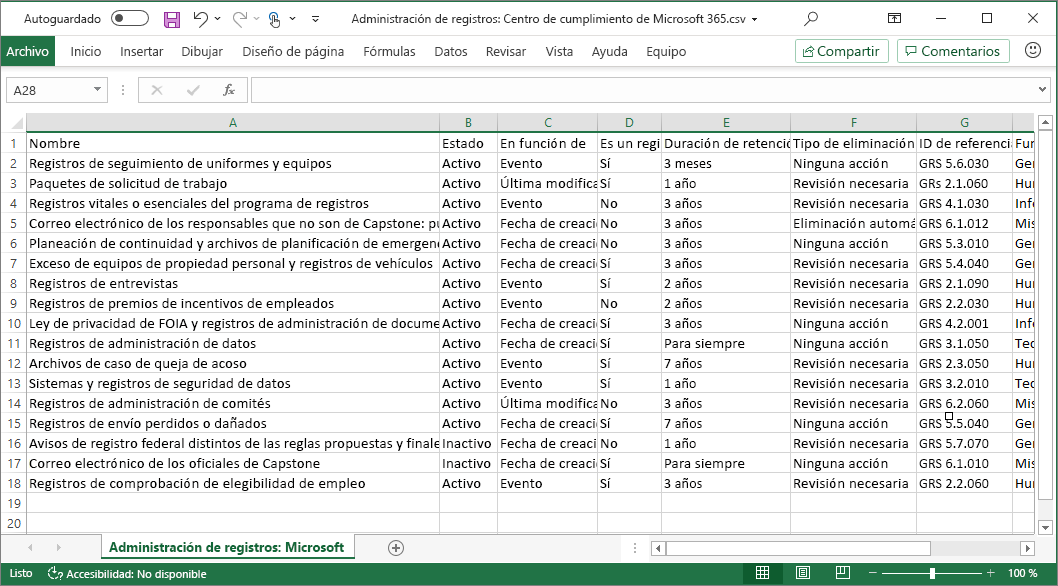 Autoguardado Administración de registros: Centro de cumplimiento de Microsoft 365.csv
Archivo Inicio Insertar Dibujar Diseño de página Fórmulas Datos Revisar Vista Ayuda Equipo Compartir Comentarios
A28 fx
A B C D E F G
1 Nombre Estado En función de Es un regi Duración de retenció Tipo de eliminación ID de referenci Fun
2 Registros de seguimiento de uniformes y equipos Activo Evento Sí 3 meses Ninguna acción GRS 5.6.030 Gen
3 Paquetes de solicitud de trabajo Activo Última modifica Sí 1 año Revisión necesaria GRs 2.1.060 Hum
4 Registros vitales o esenciales del programa de registros Activo Evento No 3 años Revisión necesaria GRS 4.1.030 Info
5 Correo electrónico de los responsables que no son de Capstone: pu Activo Fecha de creaci No 3 años Eliminación automá GRS 6.1.012 Mis
6 Planeación de continuidad y archivos de planificación de emergen Activo Fecha de creaci No 3 años Ninguna acción GRS 5.3.010 Gen
7 Exceso de equipos de propiedad personal y registros de vehículos Activo Fecha de creaci Sí 3 años Revisión necesaria GRS 5.4.040 Gen
8 Registros de entrevistas Activo Evento Sí 2 años Revisión necesaria GRS 2.1.090 Hum
9 Registros de premios de incentivos de empleados Activo Evento No 2 años Revisión necesaria GRS 2.2.030 Hum
10 Ley de privacidad de FOIA y registros de administración de docume Activo Fecha de creaci Sí 3 años Ninguna acción GRS 4.2.001 Info
11 Registros de administración de datos Activo Fecha de creaci Sí Para siempre Ninguna acción GRS 3.1.050 Tec
12 Archivos de caso de queja de acoso Activo Evento Sí 7 años Revisión necesaria GRS 2.3.050 Hum
13 Sistemas y registros de seguridad de datos Activo Evento Sí 1 año Revisión necesaria GRS 3.2.010 Tec
14 Registros de administración de comités Activo Última modifica No 3 años Revisión necesaria GRS 6.2.060 Mis
15 Registros de envío perdidos o dañados Activo Fecha de creaci Sí 7 años Ninguna acción GRS 5.5.040 Gen
16 Avisos de registro federal distintos de las reglas propuestas y finale Inactivo Fecha de creaci No 1 año Revisión necesaria GRS 5.7.070 Gen
17 Correo electrónico de los oficiales de Capstone Inactivo Fecha de creaci Sí Para siempre Ninguna acción GRS 6.1.010 Mis
18 Registros de comprobación de elegibilidad de empleo Activo Evento Sí 3 años Revisión necesaria GRS 2.2.060 Hum
19
20
Administración de registros: Microsoft
Listo Accesibilidad: No disponible 100 %